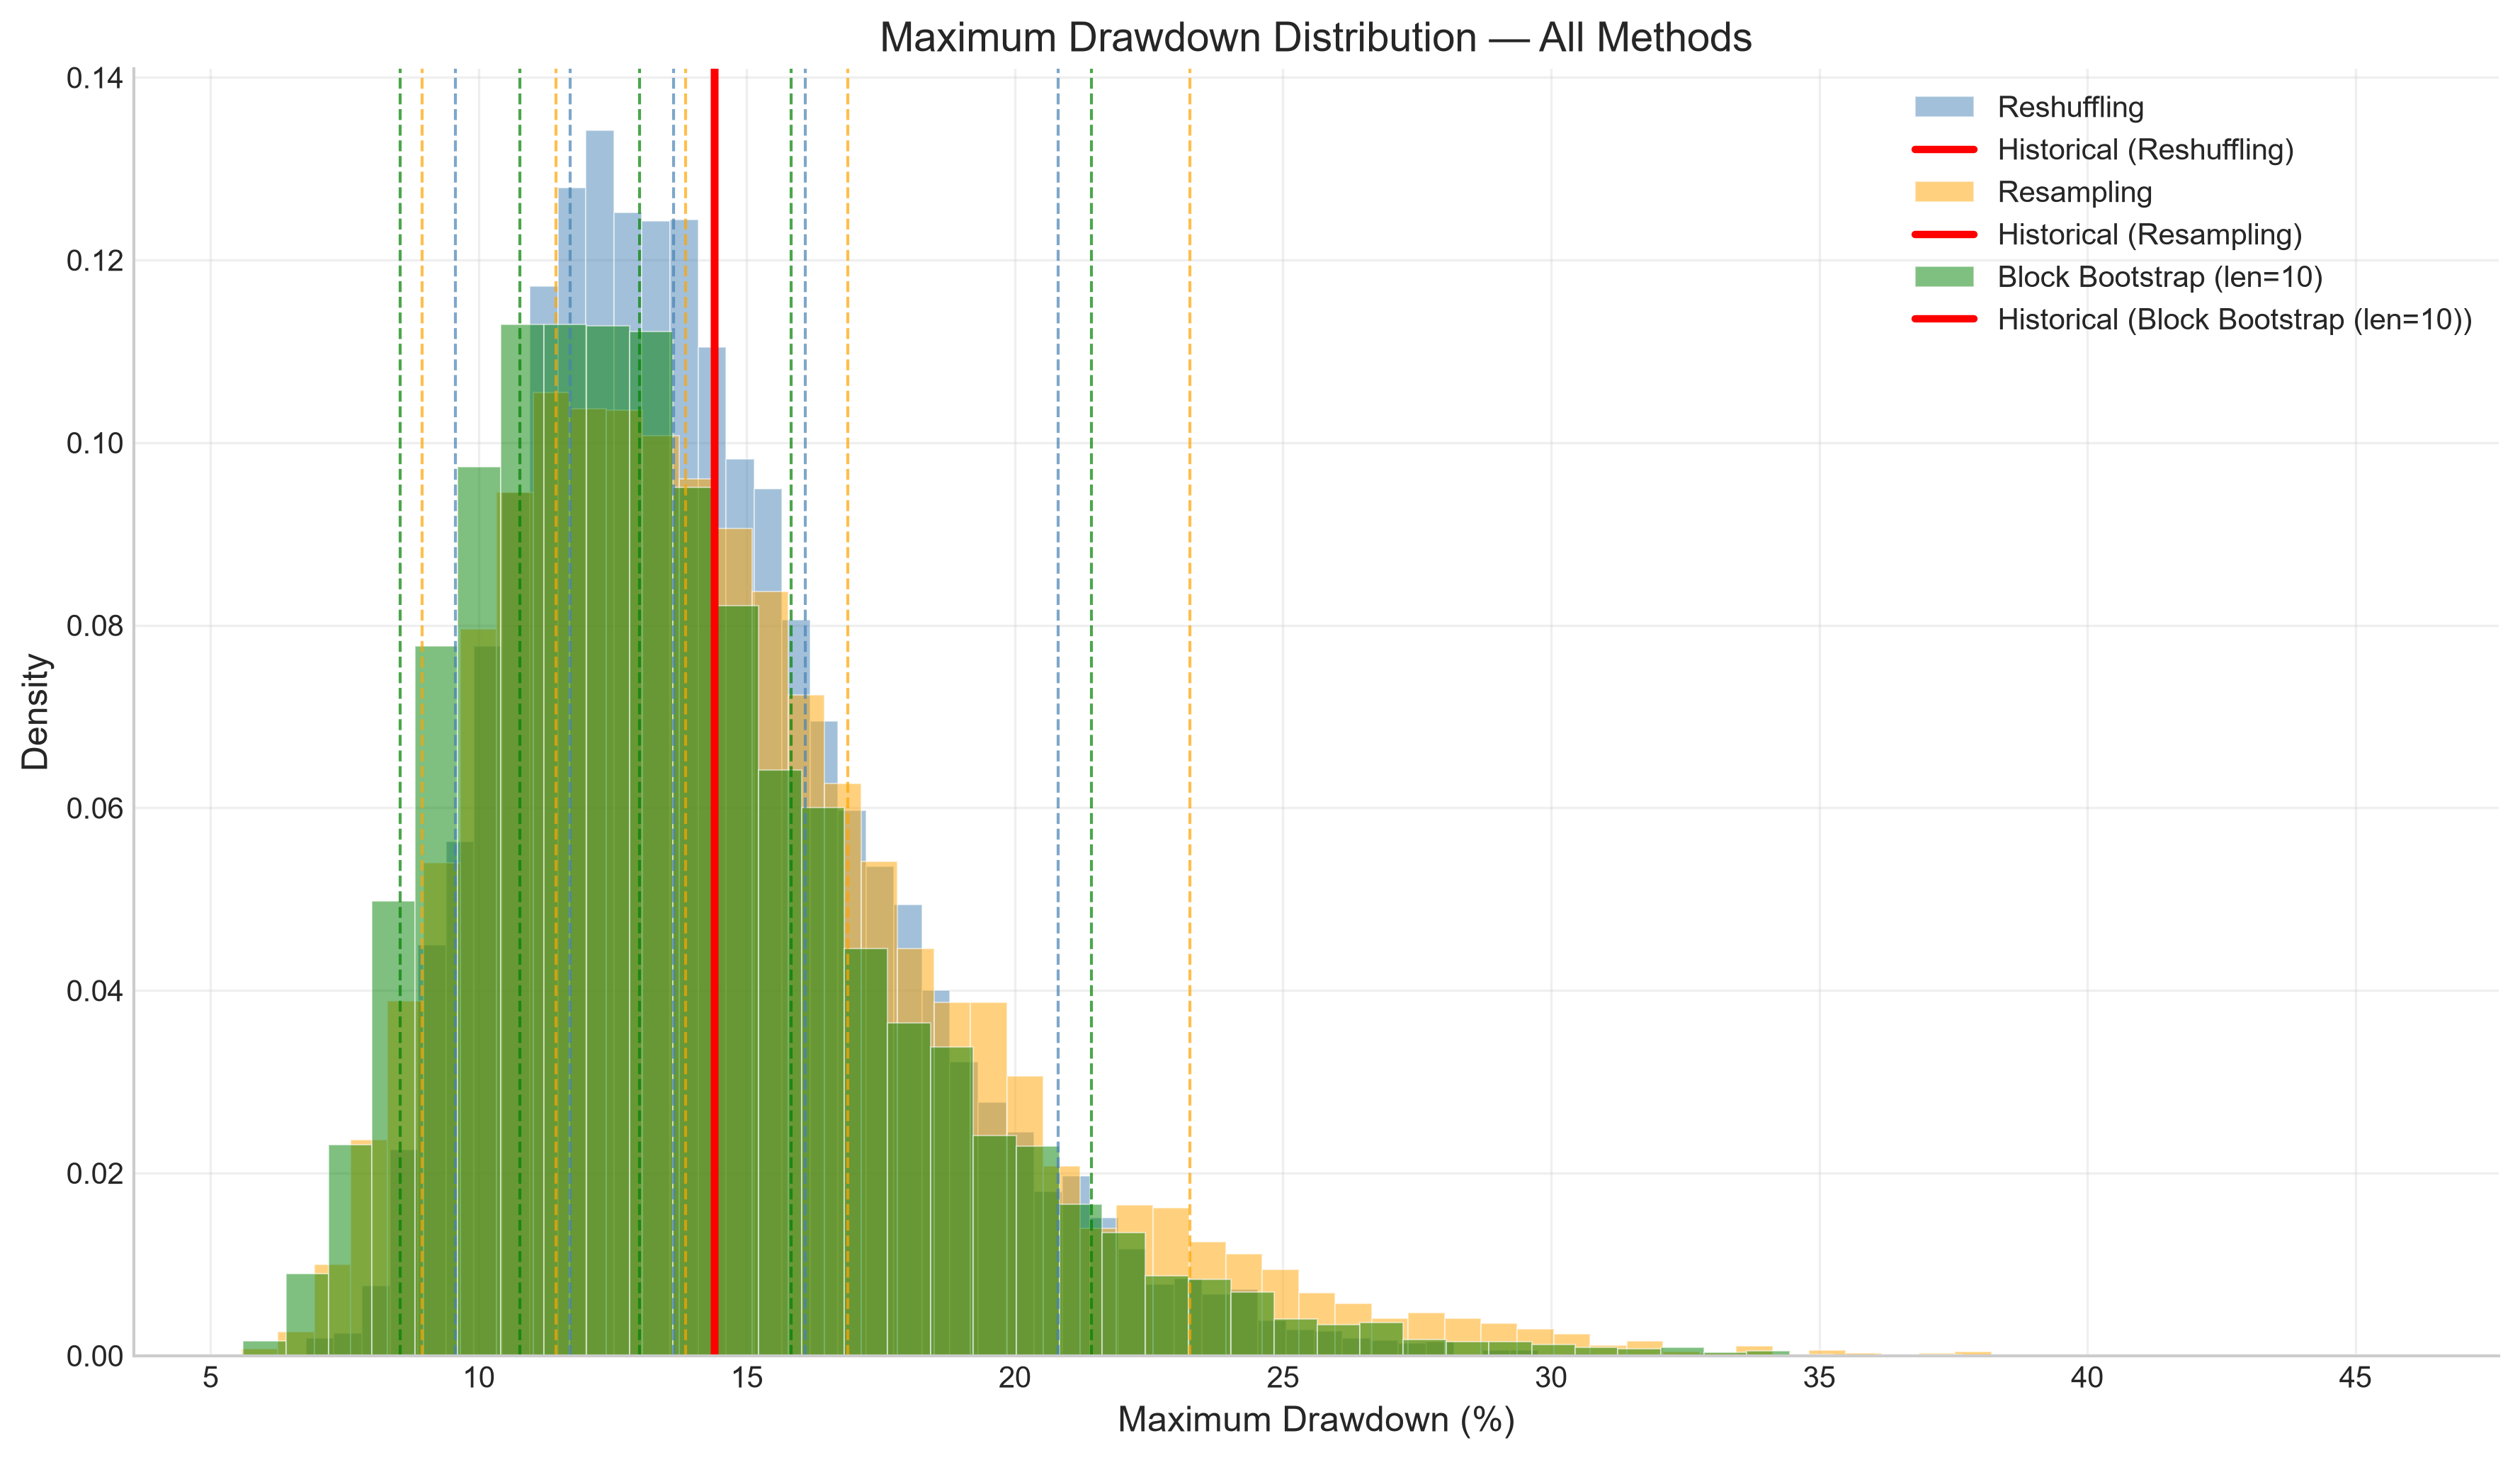 Maximum Drawdown Distribution — All Methods
Reshuffling
Historical (Reshuffling)
Resampling
Historical (Resampling)
Block Bootstrap (len=10)
Historical (Block Bootstrap (len=10))
0.14
0.12
0.10
0.08
0.06
0.04
0.02
0.00
Density
5 10 15 20 25 30 35 40 45
Maximum Drawdown (%)